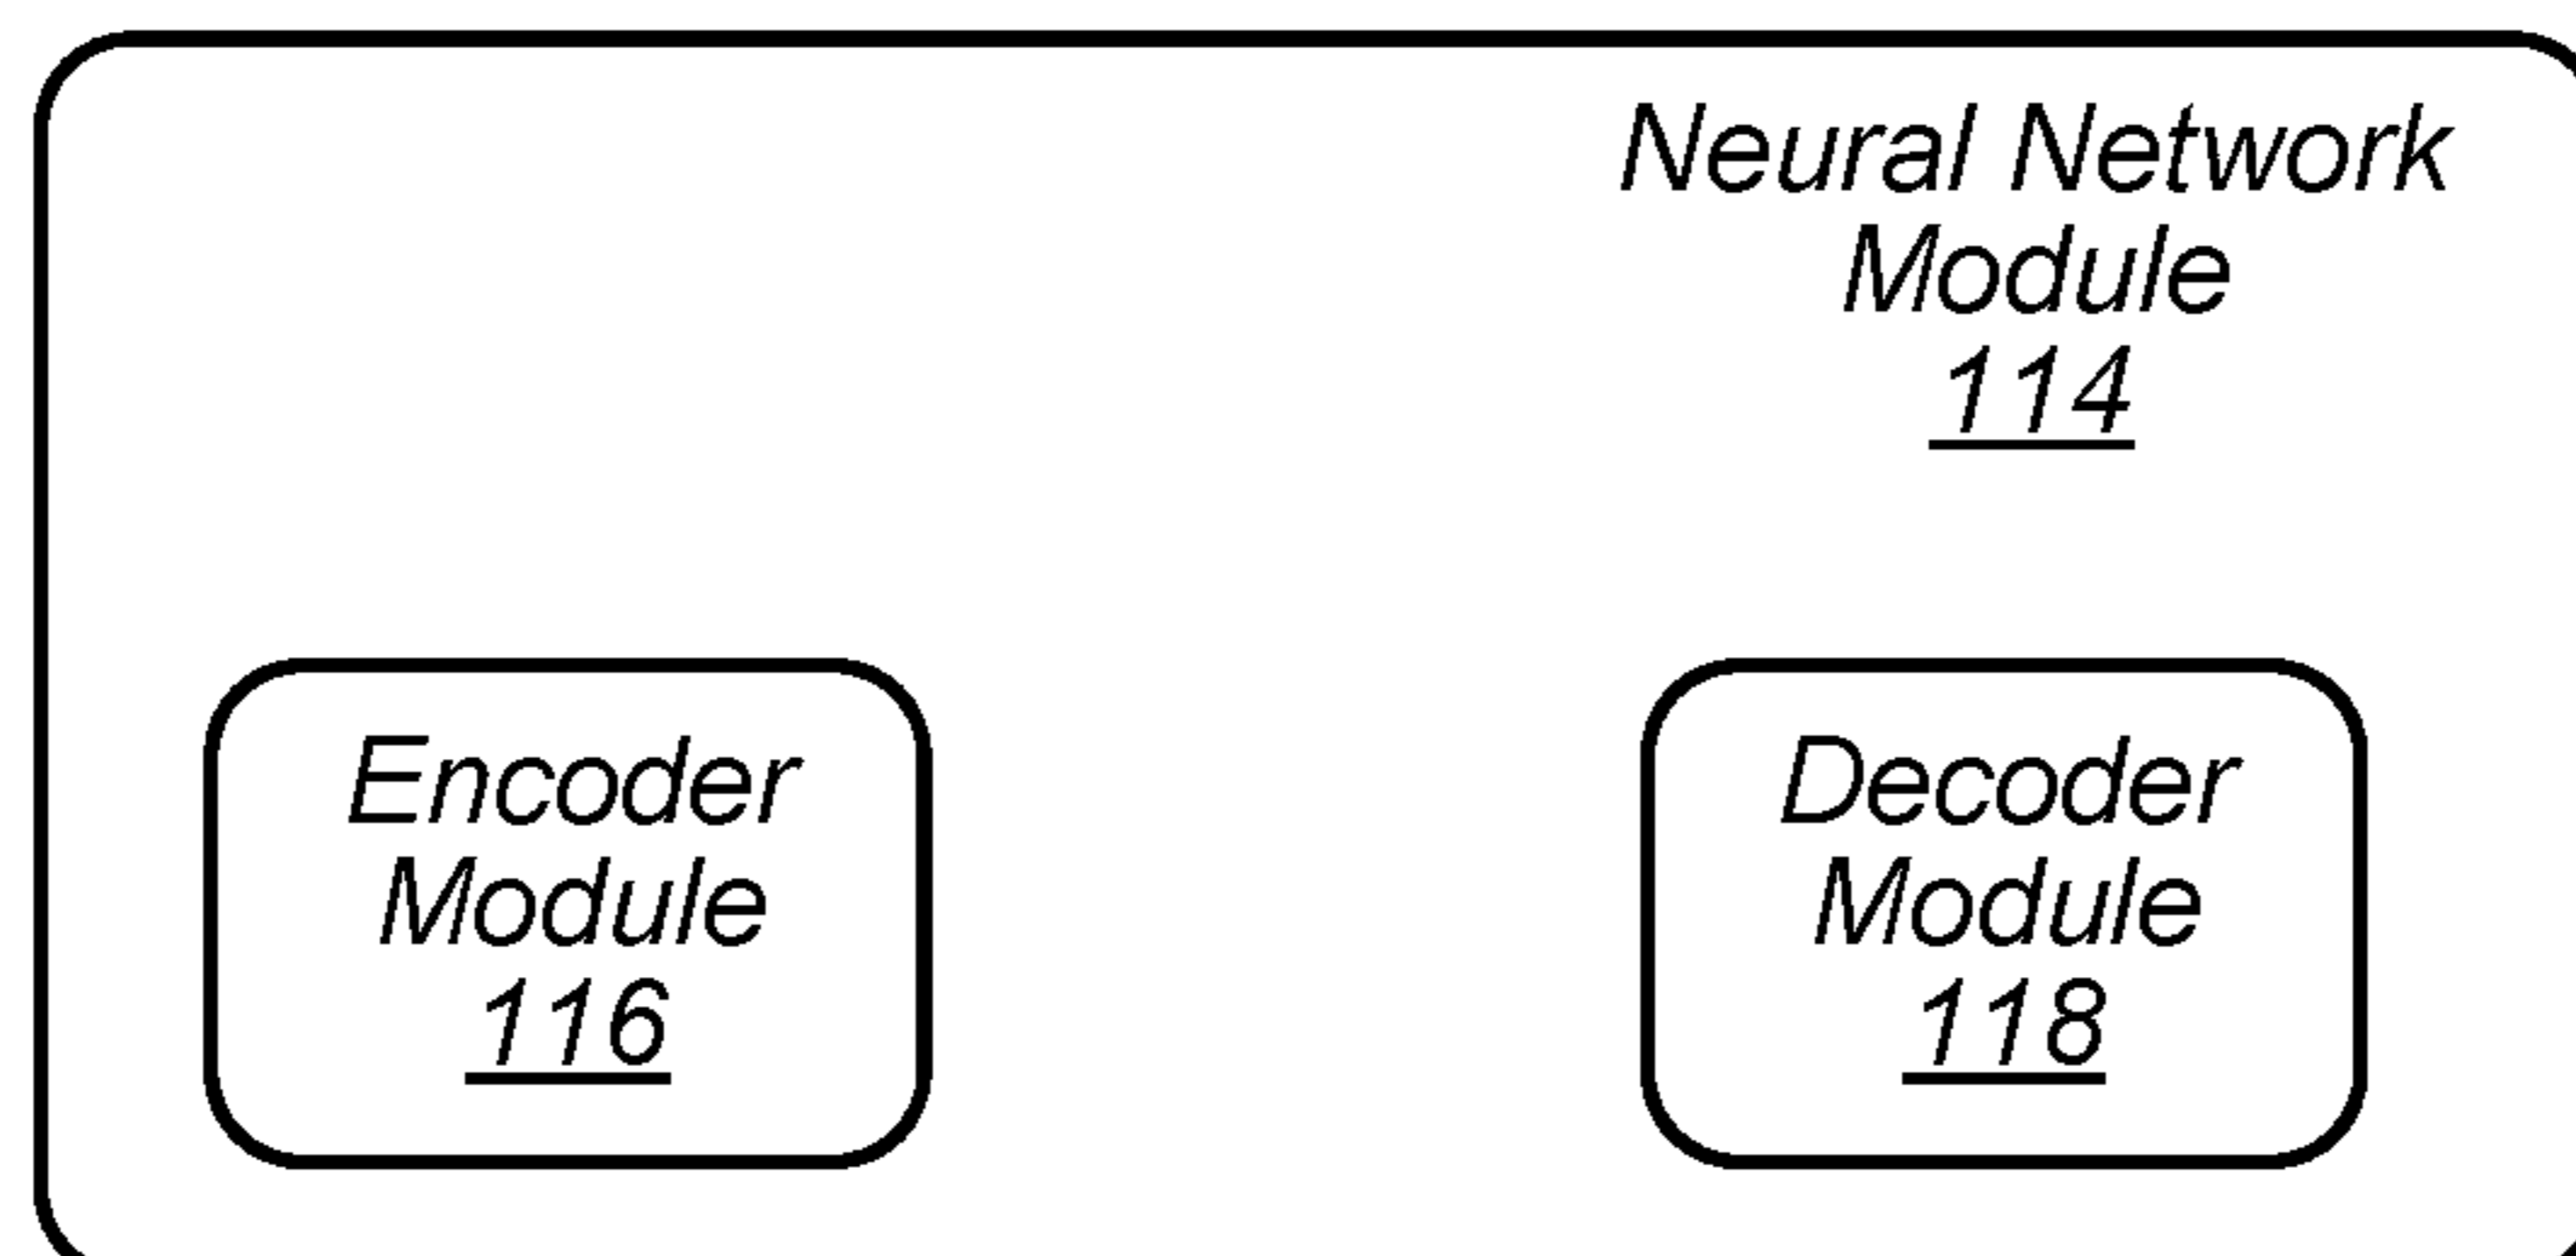 Neural Network
Module
114
Encoder
Module
116
Decoder
Module
118